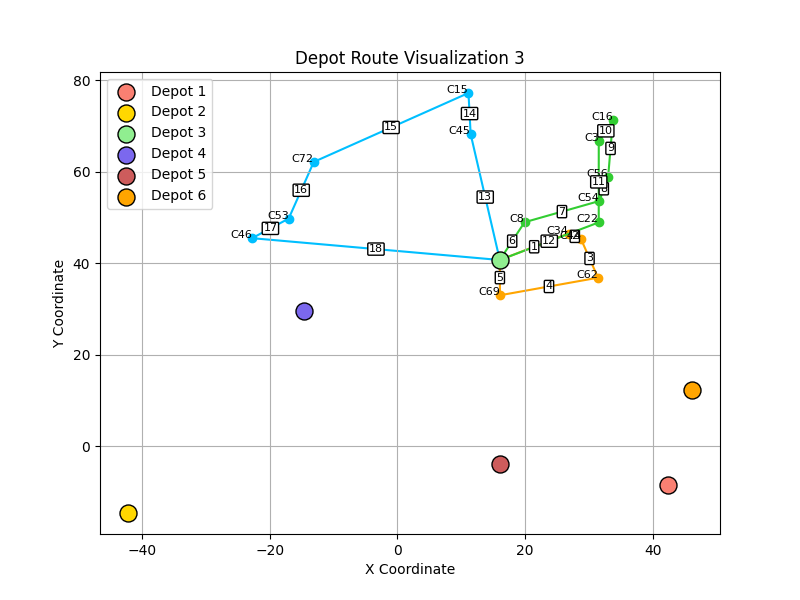 Depot Route Visualization 3
Depot 1
Depot 2
Depot 3
Depot 4
Depot 5
Depot 6
80
60
40
20
0
−40
−20
0
20
40
X Coordinate
Y Coordinate
C15
14
C45
15
C72
16
C53
17
C46
18
13
C16
10
C3
9
C56
11
8
C54
7
C8
C22
6
C34
12
1
3
5
C62
4
C69